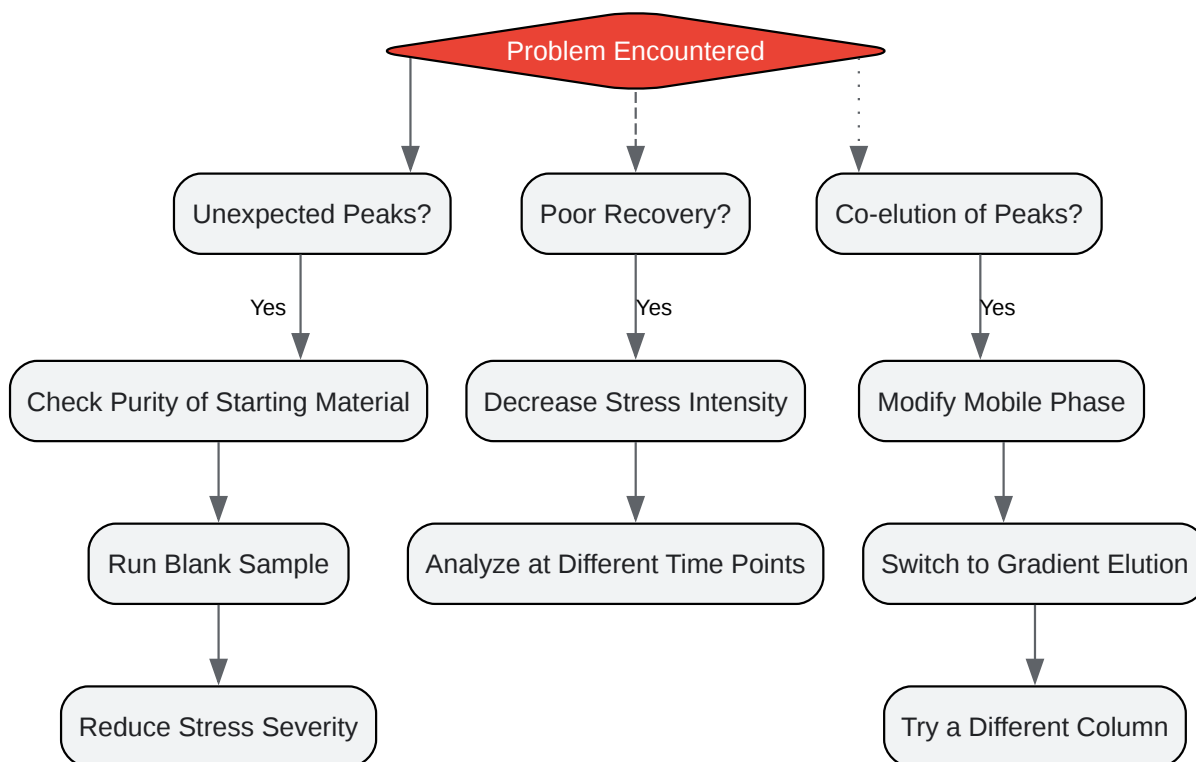 Problem Encountered
Unexpected Peaks?
Poor Recovery?
Co-elution of Peaks?
Yes
Yes
Yes
Check Purity of Starting Material
Decrease Stress Intensity
Modify Mobile Phase
Run Blank Sample
Analyze at Different Time Points
Switch to Gradient Elution
Reduce Stress Severity
Try a Different Column